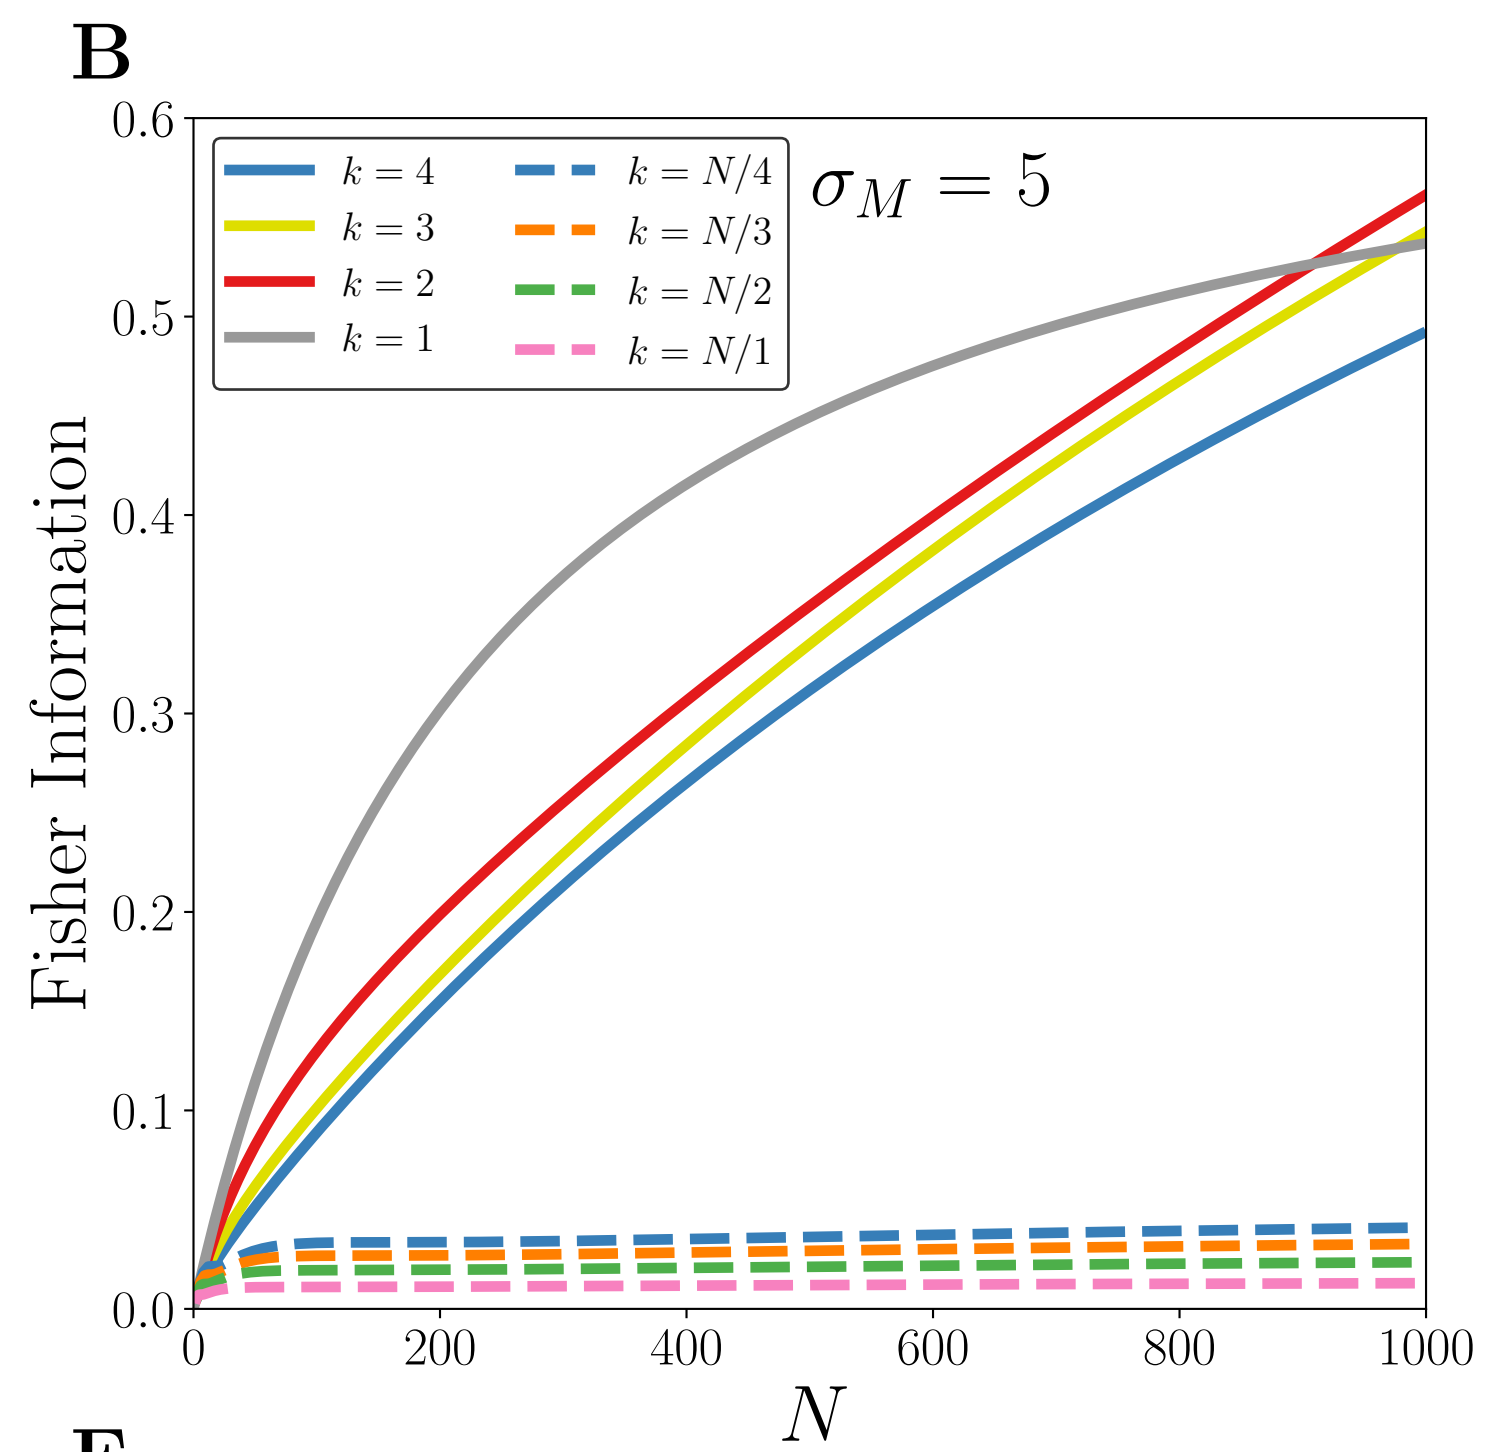 B
0.6
0.5
0.4
0.3
0.2
0.1
0.0
Fisher Information
k = 4
k = 3
k = 2
k = 1
k = N/4
k = N/3
k = N/2
k = N/1
σ_M = 5
0 200 400 600 800 1000
N